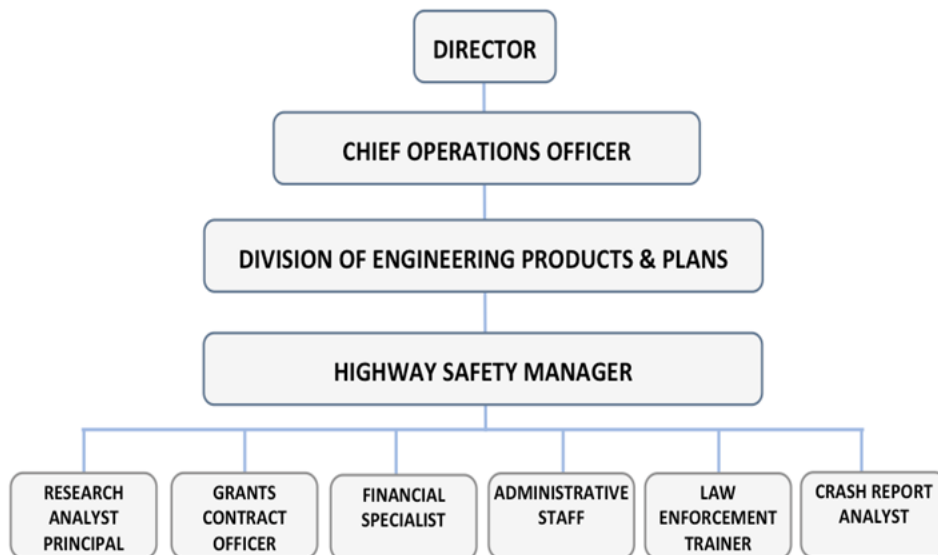 DIRECTOR
CHIEF OPERATIONS OFFICER
DIVISION OF ENGINEERING PRODUCTS & PLANS
HIGHWAY SAFETY MANAGER
RESEARCH
ANALYST
PRINCIPAL
GRANTS
CONTRACT
OFFICER
FINANCIAL
SPECIALIST
ADMINISTRATIVE
STAFF
LAW
ENFORCEMENT
TRAINER
CRASH REPORT
ANALYST